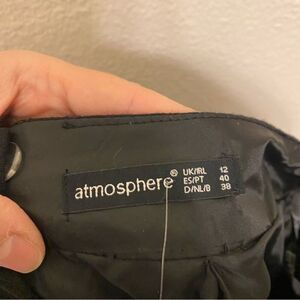 atmosphere®
UK/IRL 12
ES/PT 40
D/NL/B 38